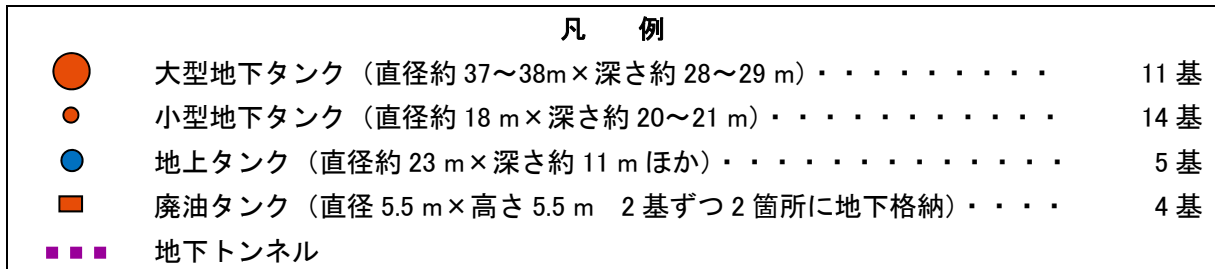 凡　例
大型地下タンク（直径約 37～38m×深さ約 28～29 m）・・・・・・・・・ 11 基
小型地下タンク（直径約 18 m×深さ約 20～21 m）・・・・・・・・・・・ 14 基
地上タンク（直径約 23 m×深さ約 11 m ほか）・・・・・・・・・・・・・ 5 基
廃油タンク（直径 5.5 m×高さ 5.5 m　2 基ずつ 2 箇所に地下格納）・・・・ 4 基
地下トンネル